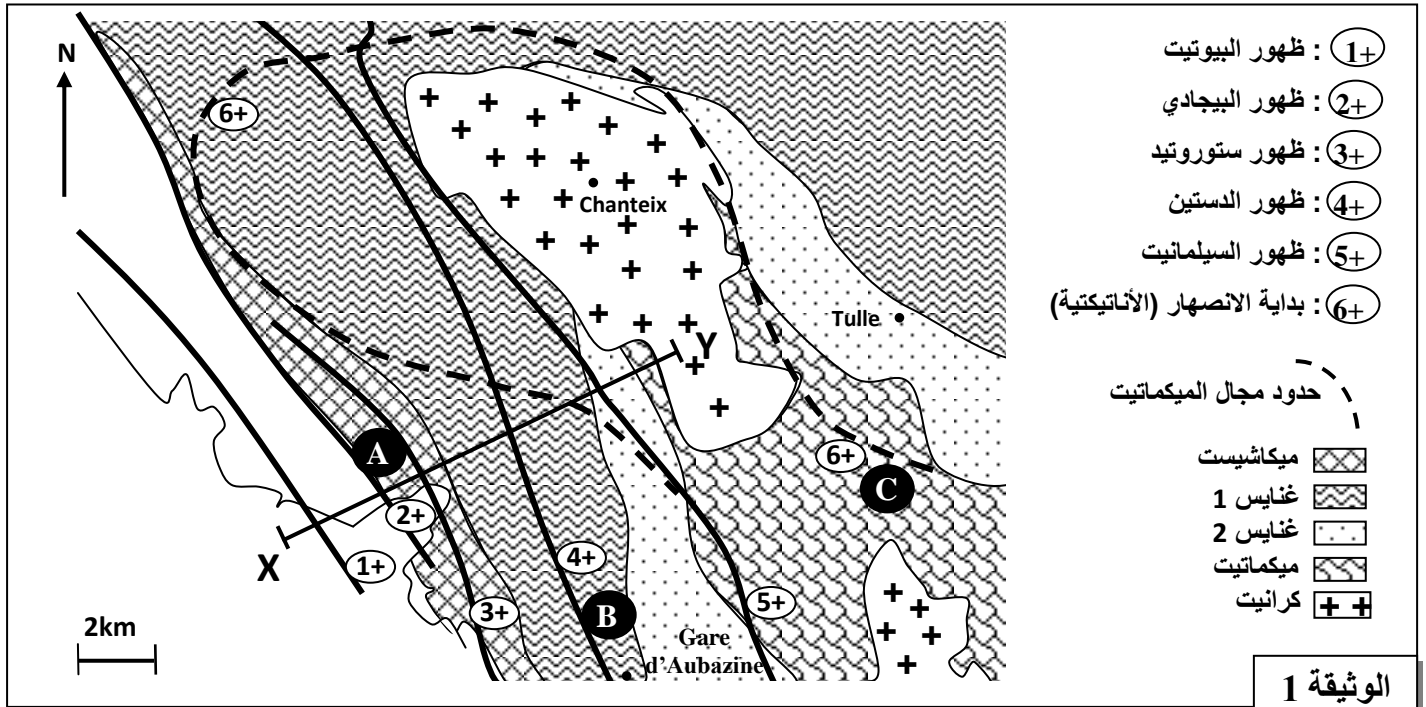 N
6+
Chanteix
Tulle
Y
A
6+
C
2+
X
1+
4+
3+
B
5+
2km
Gare
d'Aubazine
1+ : ظهور البيوتيت
2+ : ظهور البيجادي
3+ : ظهور ستوروتيد
4+ : ظهور الدستين
5+ : ظهور السيلمانيت
6+ : بداية الانصهار (الأناتيكتية)
حدود مجال الميكماتيت
ميكاشيست
غنايس 1
غنايس 2
ميكماتيت
كرانيت
الوثيقة 1